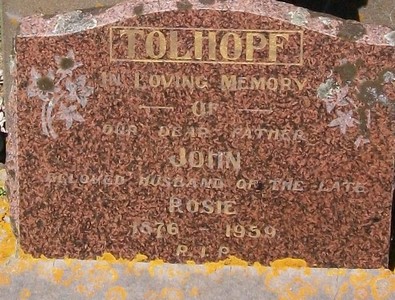 TOLHOPF
IN LOVING MEMORY
OF
OUR DEAR FATHER
JOHN
BELOVED HUSBAND OF THE LATE
ROSIE
1876 1959
R.I.P.